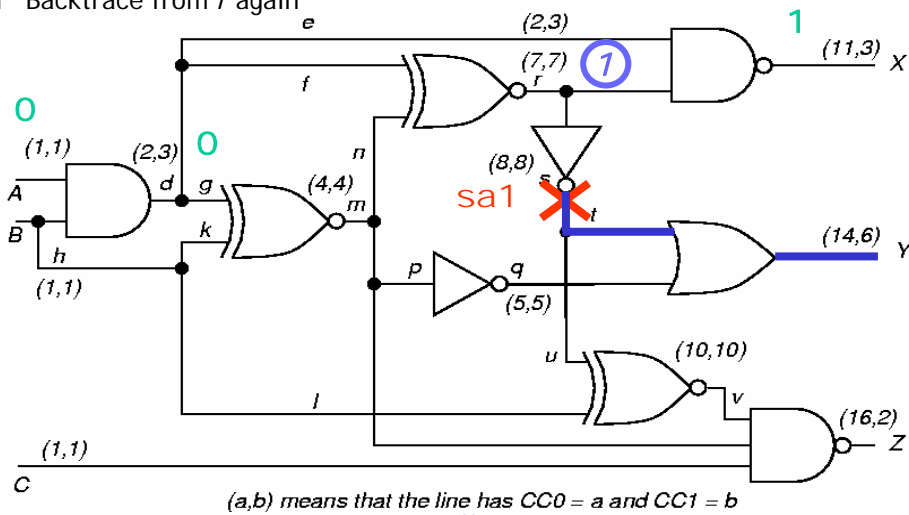 Backtrace from r again
e (2,3) 1 (11,3) X
f (7,7) r 1
0
(1,1) (2,3) 0
n
A d g (4,4) m (8,8) s
sa1 t
B k
h (14,6) Y
(1,1) p q (5,5)
u (10,10)
l v
(1,1) (16,2) Z
C
(a,b) means that the line has CC0 = a and CC1 = b